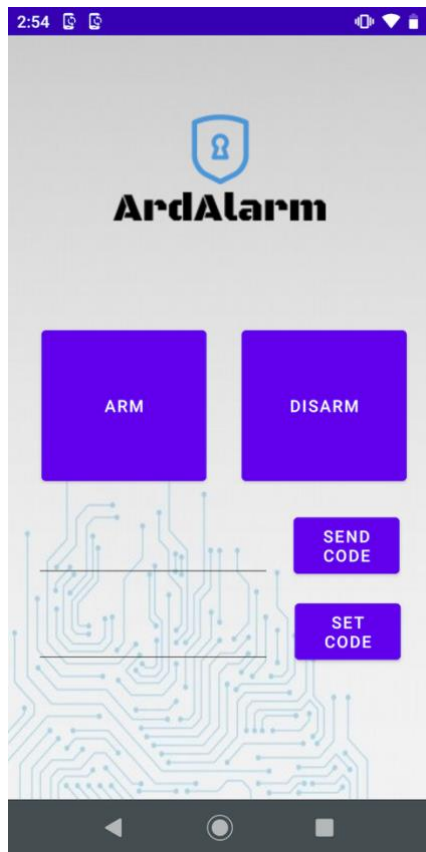 2:54
ArdAlarm
ARM
DISARM
SEND
CODE
SET
CODE